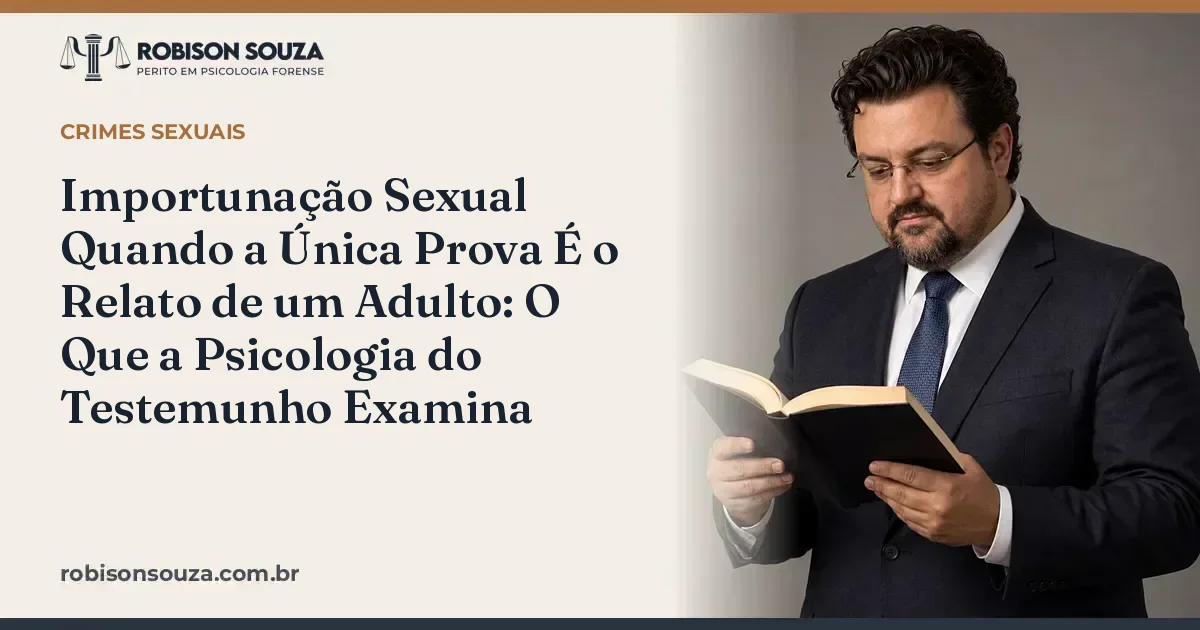 ROBISON SOUZA
PERITO EM PSICOLOGIA FORENSE
CRIMES SEXUAIS
Importunação Sexual
Quando a Única Prova É o
Relato de um Adulto: O
Que a Psicologia do
Testemunho Examina
robisonsouza.com.br